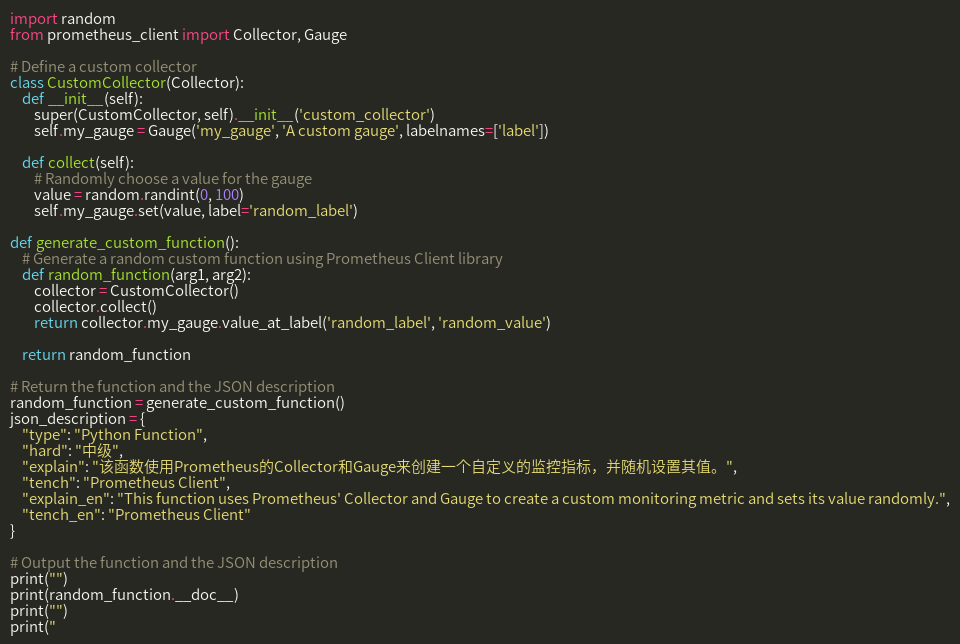 import random
from prometheus_client import Collector, Gauge

# Define a custom collector
class CustomCollector(Collector):
    def __init__(self):
        super(CustomCollector, self).__init__('custom_collector')
        self.my_gauge = Gauge('my_gauge', 'A custom gauge', labelnames=['label'])

    def collect(self):
        # Randomly choose a value for the gauge
        value = random.randint(0, 100)
        self.my_gauge.set(value, label='random_label')

def generate_custom_function():
    # Generate a random custom function using Prometheus Client library
    def random_function(arg1, arg2):
        collector = CustomCollector()
        collector.collect()
        return collector.my_gauge.value_at_label('random_label', 'random_value')

    return random_function

# Return the function and the JSON description
random_function = generate_custom_function()
json_description = {
    "type": "Python Function",
    "hard": "中级",
    "explain": "该函数使用Prometheus的Collector和Gauge来创建一个自定义的监控指标，并随机设置其值。",
    "tench": "Prometheus Client",
    "explain_en": "This function uses Prometheus' Collector and Gauge to create a custom monitoring metric and sets its value randomly.",
    "tench_en": "Prometheus Client"
}

# Output the function and the JSON description
print("")
print(random_function.__doc__)
print("")
print("